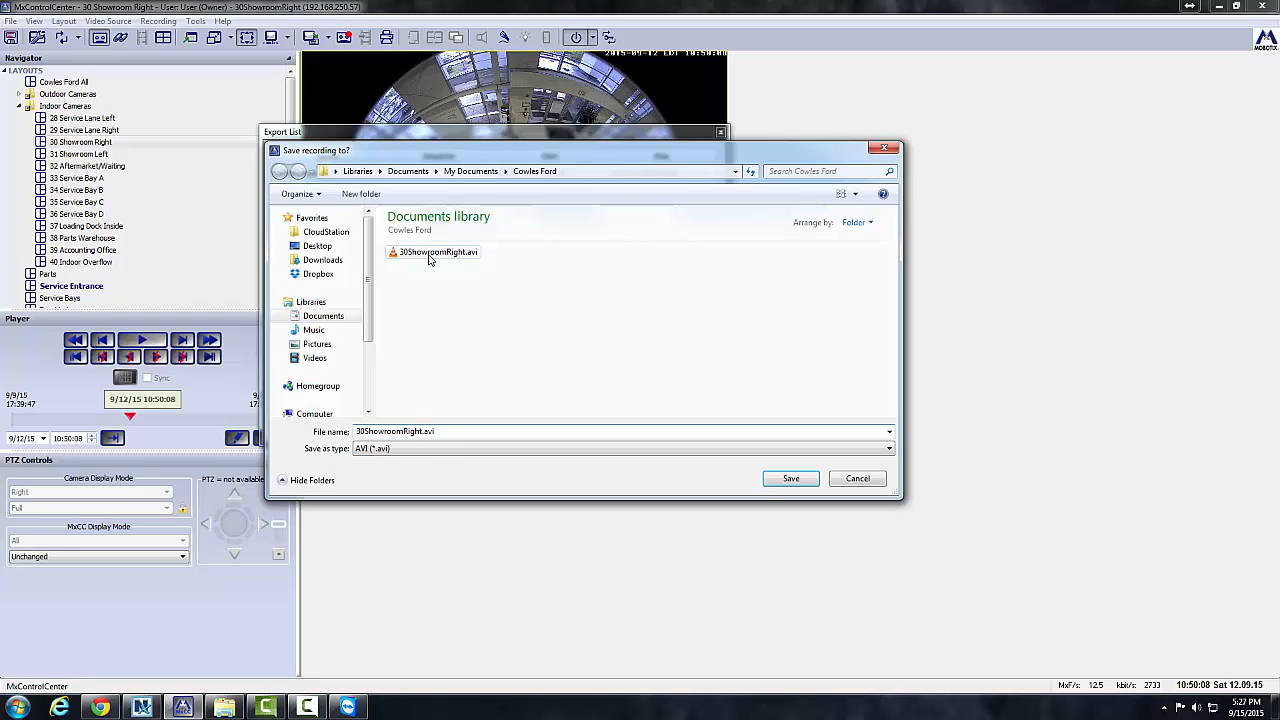 MxControlCenter - 30 Showroom Right - User: User (Owner) - 30ShowroomRight (192.168.250.57)
File View Layout Video Source Recording Tools Help
MOBOTIX
Navigator
LAYOUTS
Cowles Ford All
Outdoor Cameras
Indoor Cameras
28 Service Lane Left
29 Service Lane Right
30 Showroom Right
31 Showroom Left
32 Aftermarket/Waiting
33 Service Bay A
34 Service Bay B
35 Service Bay C
36 Service Bay D
37 Loading Dock Inside
38 Parts Warehouse
39 Accounting Office
40 Indoor Overflow
Parts
Service Entrance
Service Bays
2015-09-12 EDT 10:50:08
Export List
Save recording to?
Libraries Documents My Documents Cowles Ford
Search Cowles Ford
Organize New folder
Favorites
CloudStation
Desktop
Downloads
Dropbox
Libraries
Documents
Music
Pictures
Videos
Homegroup
Computer
Documents library
Cowles Ford
Arrange by: Folder
30ShowroomRight.avi
File name: 30ShowroomRight.avi
Save as type: AVI (*.avi)
Hide Folders
Save
Cancel
Player
Sync
9/9/15
17:39:47
9/12/15 10:50:08
9/12/15 10:50:08
PTZ Controls
Camera Display Mode
Right
Full
MxCC Display Mode
All
Unchanged
PTZ = not available
MxControlCenter
MxF/s: 12.5 kbit/s: 2733 10:50:08 Sat 12.09.15
5:27 PM
9/15/2015